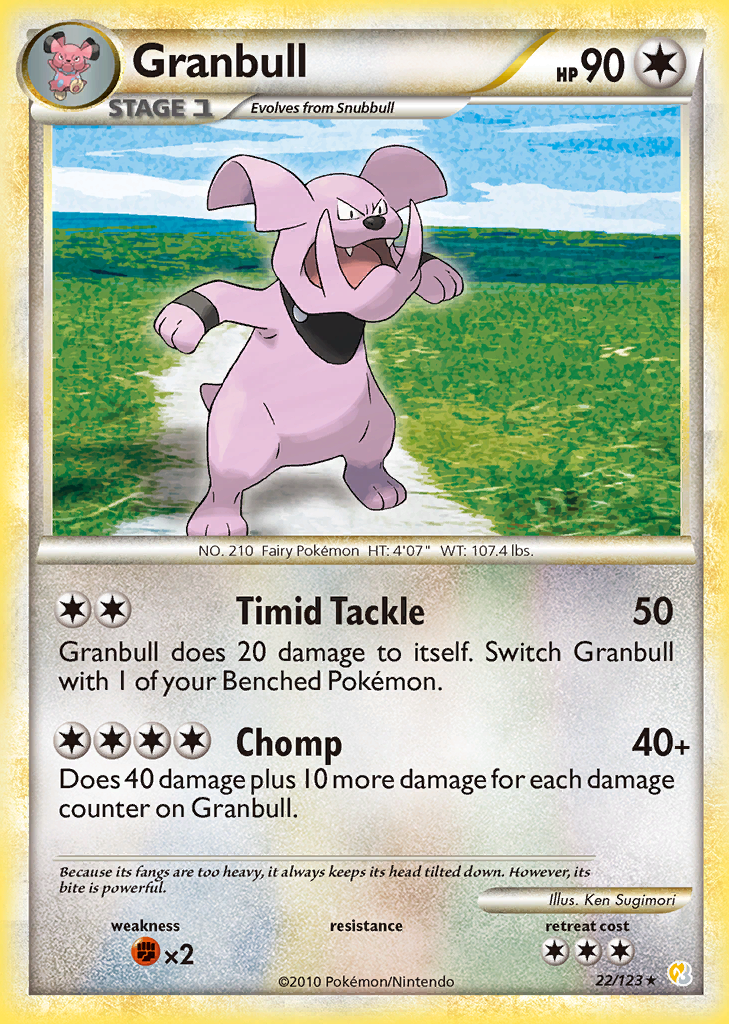 Granbull
HP 90
STAGE 1
Evolves from Snubbull
NO. 210 Fairy Pokémon HT: 4'07" WT: 107.4 lbs.
Timid Tackle 50
Granbull does 20 damage to itself. Switch Granbull
with 1 of your Benched Pokémon.
Chomp 40+
Does 40 damage plus 10 more damage for each damage
counter on Granbull.
Because its fangs are too heavy, it always keeps its head tilted down. However, its
bite is powerful.
Illus. Ken Sugimori
weakness resistance retreat cost
×2
©2010 Pokémon/Nintendo
22/123 ★